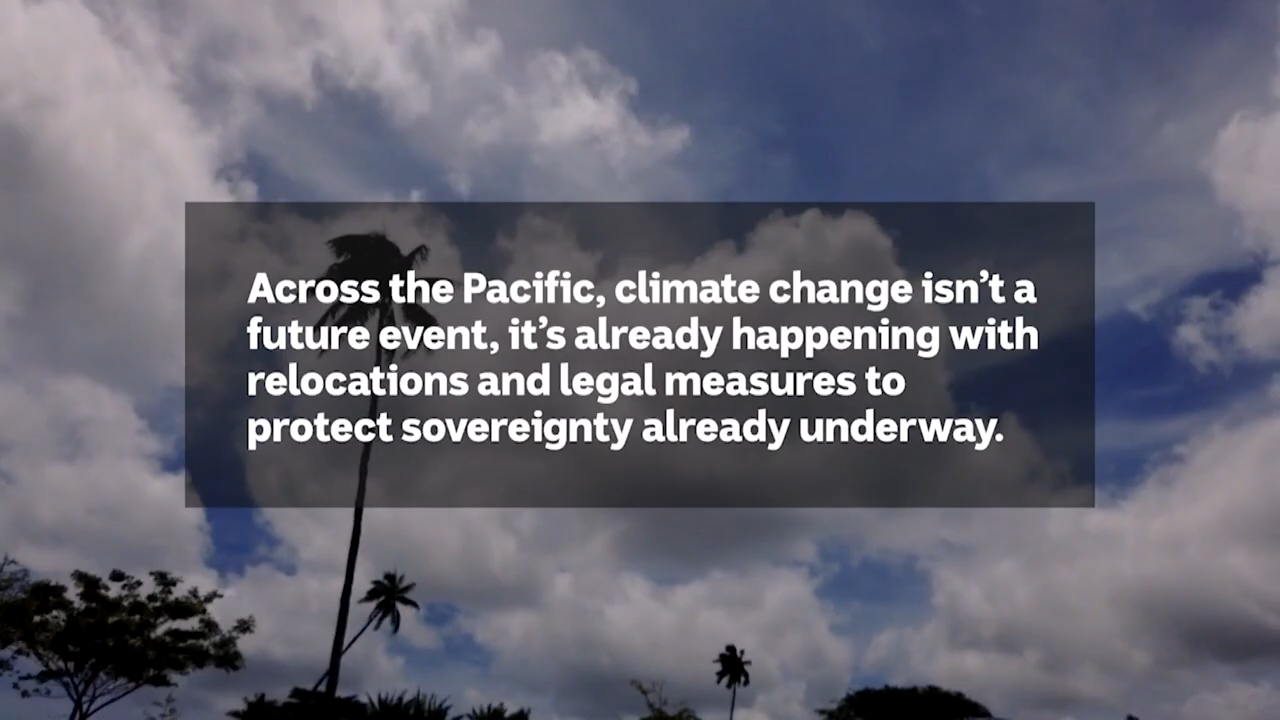 Across the Pacific, climate change isn’t a
future event, it’s already happening with
relocations and legal measures to
protect sovereignty already underway.